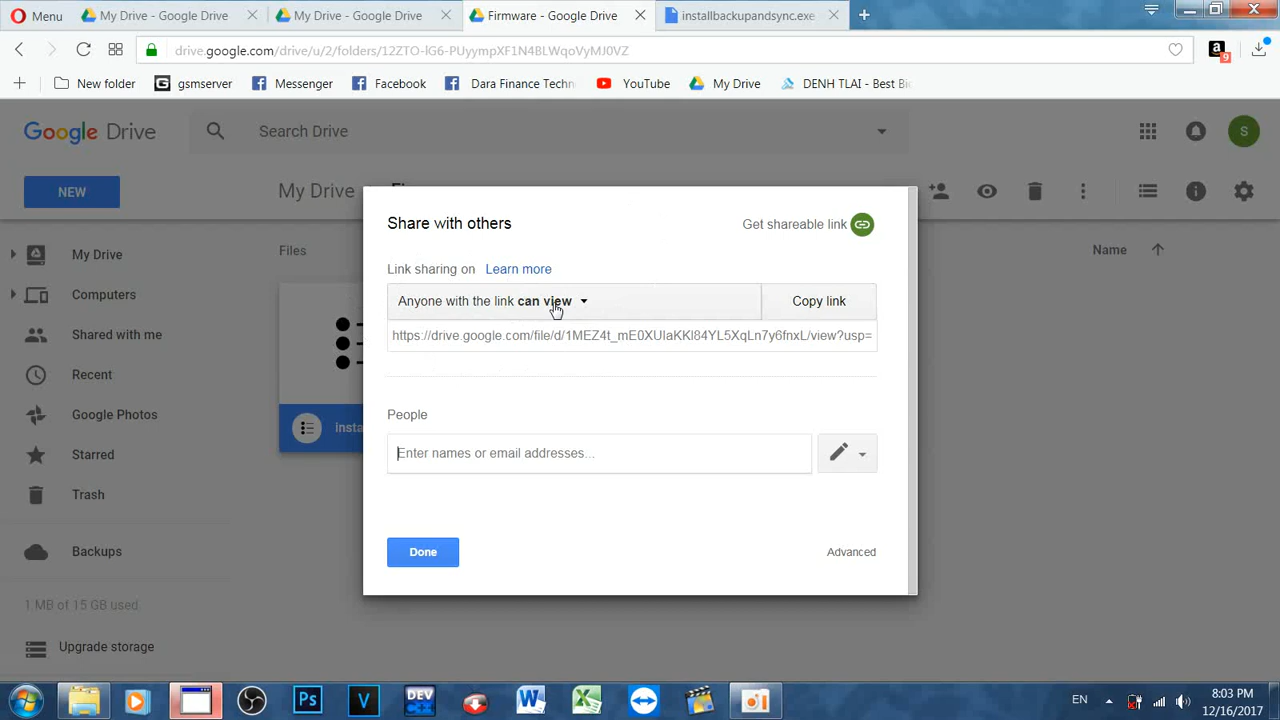 Menu
My Drive - Google Drive
My Drive - Google Drive
Firmware - Google Drive
installbackupandsync.exe
drive.google.com/drive/u/2/folders/12ZTO-lG6-PUyympXF1N4BLWqoVyMJ0VZ
9
New folder
gsmserver
Messenger
Facebook
Dara Finance Techn
YouTube
My Drive
DENH TLAI - Best Bi
Google Drive
Search Drive
S
NEW
My Drive
My Drive
Computers
Shared with me
Recent
Google Photos
Starred
Trash
Backups
1 MB of 15 GB used
Upgrade storage
Files
Name
insta
Share with others
Get shareable link
Link sharing on Learn more
Anyone with the link can view
Copy link
https://drive.google.com/file/d/1MEZ4t_mE0XUlaKKl84YL5XqLn7y6fnxL/view?usp=
People
Enter names or email addresses...
Done
Advanced
Ps
V
DEV
EN
8:03 PM
12/16/2017